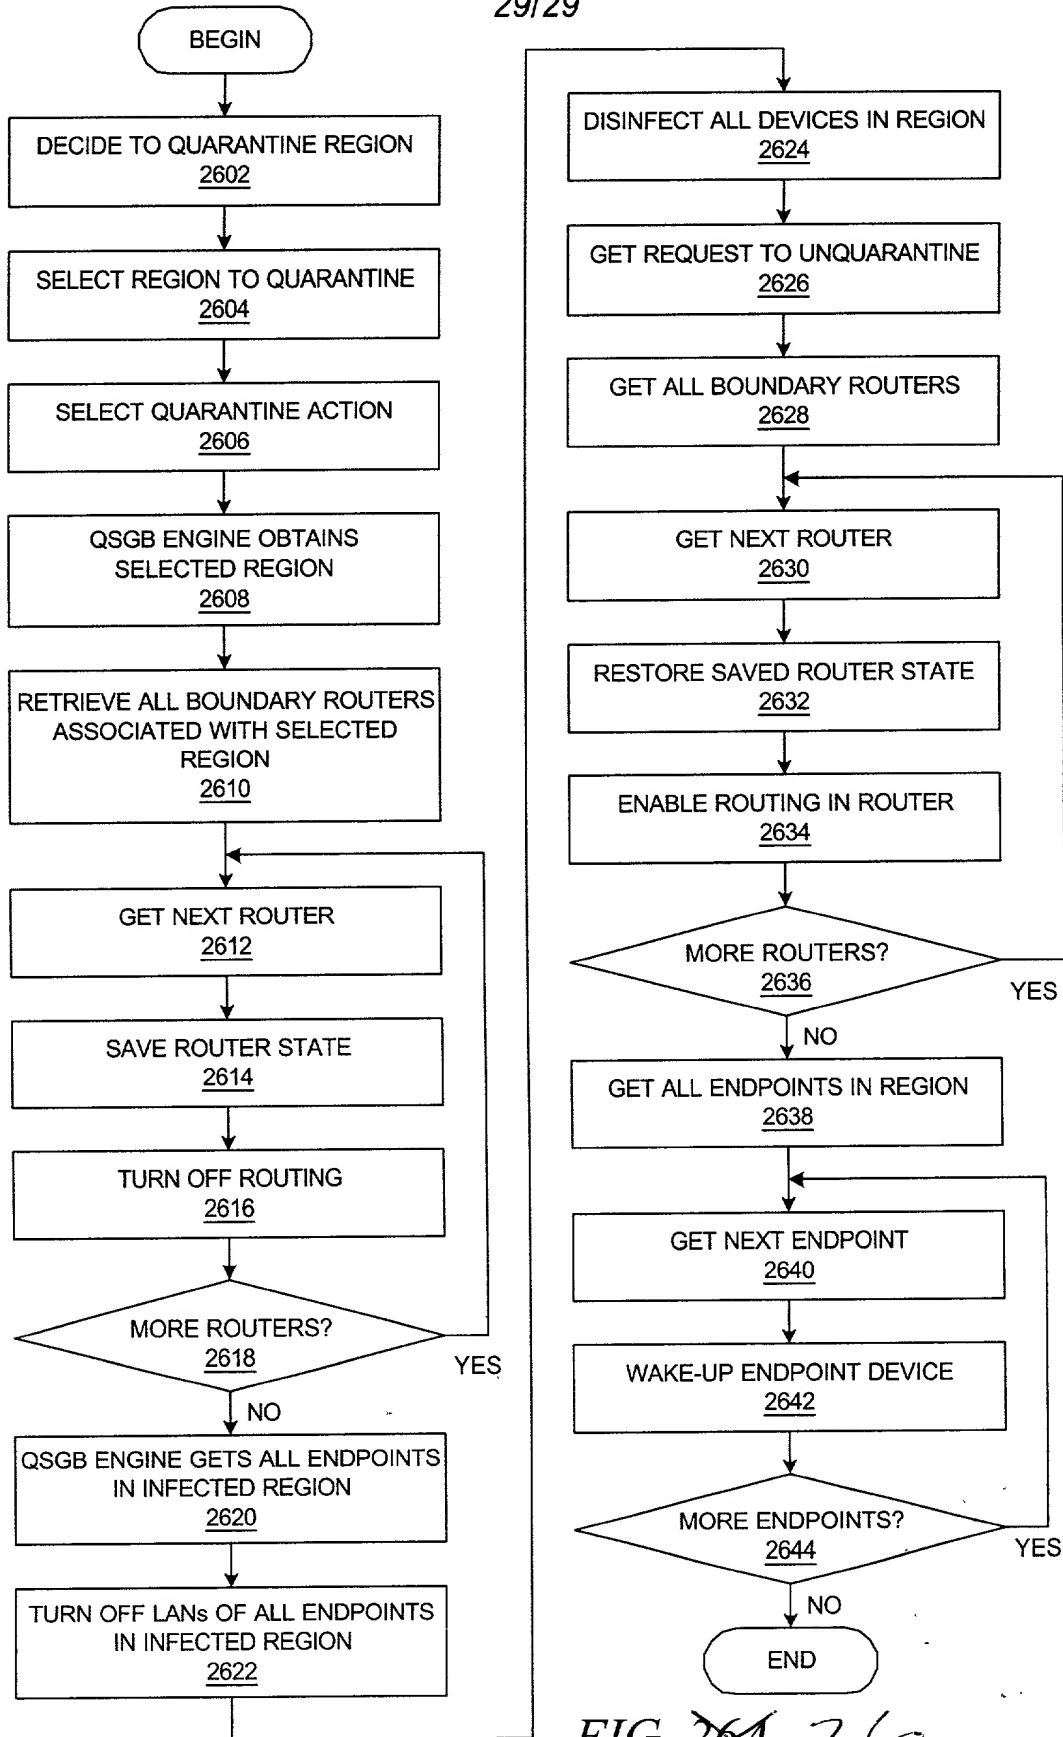 29/29
BEGIN
DECIDE TO QUARANTINE REGION
2602
SELECT REGION TO QUARANTINE
2604
SELECT QUARANTINE ACTION
2606
QSGB ENGINE OBTAINS
SELECTED REGION
2608
RETRIEVE ALL BOUNDARY ROUTERS
ASSOCIATED WITH SELECTED
REGION
2610
GET NEXT ROUTER
2612
SAVE ROUTER STATE
2614
TURN OFF ROUTING
2616
MORE ROUTERS?
2618
YES
NO
QSGB ENGINE GETS ALL ENDPOINTS
IN INFECTED REGION
2620
TURN OFF LANs OF ALL ENDPOINTS
IN INFECTED REGION
2622
DISINFECT ALL DEVICES IN REGION
2624
GET REQUEST TO UNQUARANTINE
2626
GET ALL BOUNDARY ROUTERS
2628
GET NEXT ROUTER
2630
RESTORE SAVED ROUTER STATE
2632
ENABLE ROUTING IN ROUTER
2634
MORE ROUTERS?
2636
YES
NO
GET ALL ENDPOINTS IN REGION
2638
GET NEXT ENDPOINT
2640
WAKE-UP ENDPOINT DEVICE
2642
MORE ENDPOINTS?
2644
YES
NO
END
FIG.